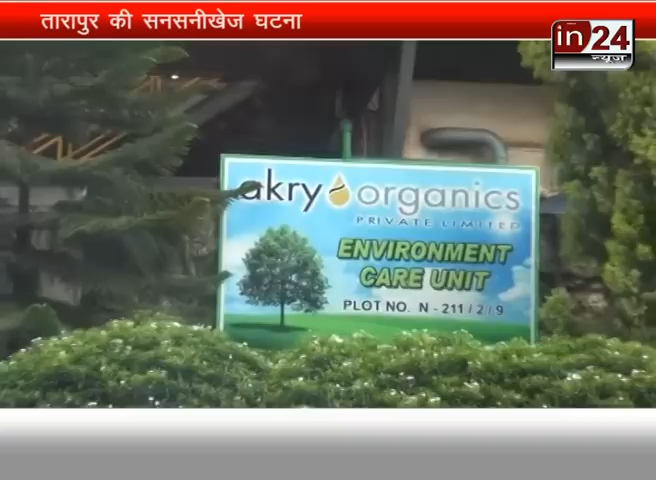 तारापुर की सनसनीखेज घटना
in24
न्यूज़
akry organics
PRIVATE LIMITED
ENVIRONMENT
CARE UNIT
PLOT NO. N - 211 / 2 / 9